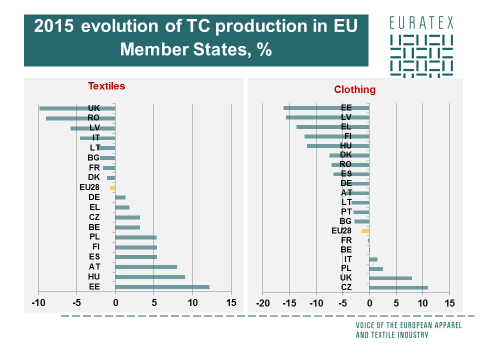 2015 evolution of TC production in EU
Member States, %
EURATEX
Textiles
UK
RO
LV
IT
LT
BG
FR
DK
EU28
DE
EL
CZ
BE
PL
FI
ES
AT
HU
EE
-10 -5 0 5 10 15
Clothing
EE
LV
EL
FI
HU
DK
RO
ES
DE
AT
LT
PT
BG
EU28
FR
BE
IT
PL
UK
CZ
-20 -15 -10 -5 0 5 10 15
VOICE OF THE EUROPEAN APPAREL
AND TEXTILE INDUSTRY